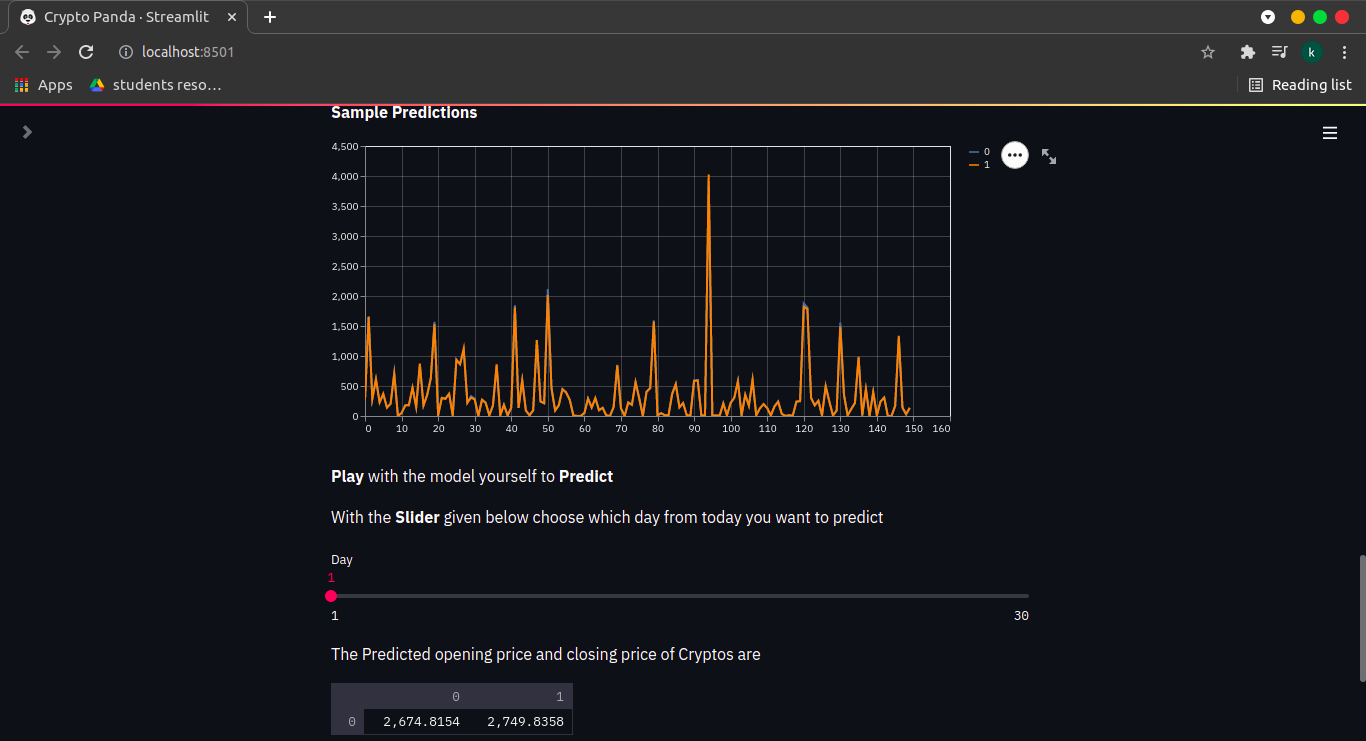 Crypto Panda · Streamlit
localhost:8501
k
Apps
students reso…
Reading list
Sample Predictions
4,500
4,000
3,500
3,000
2,500
2,000
1,500
1,000
500
0
0 10 20 30 40 50 60 70 80 90 100 110 120 130 140 150 160
0
1
Play with the model yourself to Predict
With the Slider given below choose which day from today you want to predict
Day
1
1 30
The Predicted opening price and closing price of Cryptos are
0 1
0 2,674.8154 2,749.8358